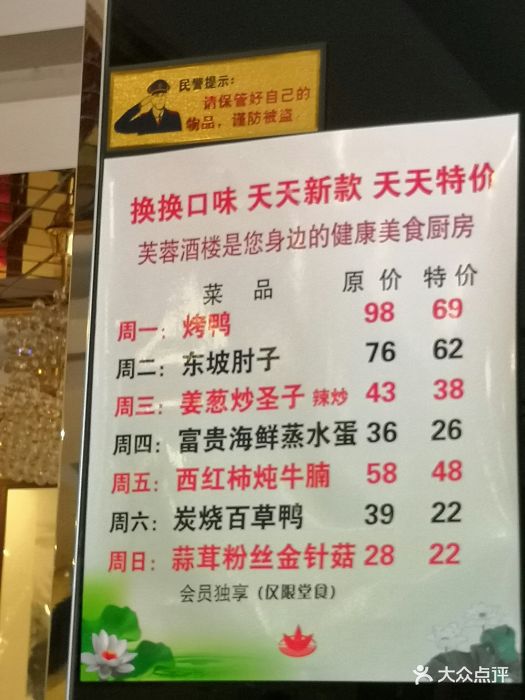 民警提示：
请保管好自己的
物品，谨防被盗
换换口味 天天新款 天天特价
芙蓉酒楼是您身边的健康美食厨房
菜 品 原 价 特 价
周一： 烤鸭 98 69
周二： 东坡肘子 76 62
周三： 姜葱炒圣子 辣炒 43 38
周四： 富贵海鲜蒸水蛋 36 26
周五： 西红柿炖牛腩 58 48
周六： 炭烧百草鸭 39 22
周日： 蒜茸粉丝金针菇 28 22
会员独享（仅限堂食）
大众点评